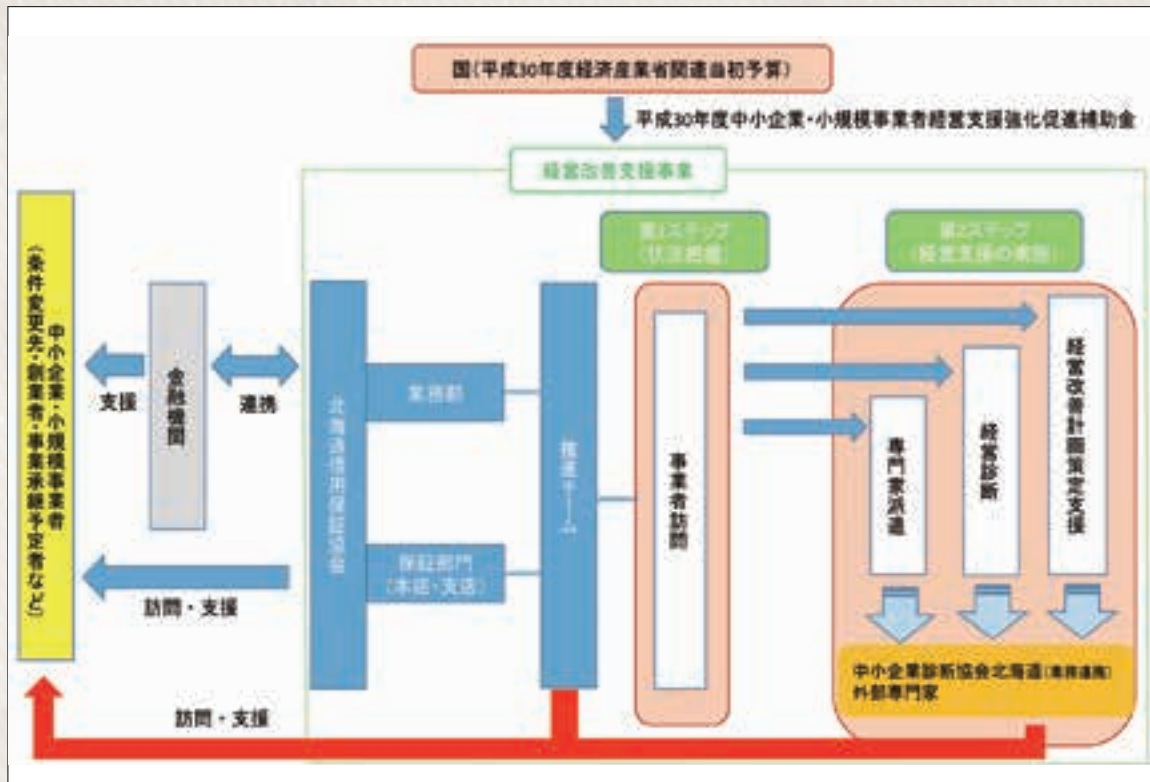 国(平成30年度経済産業省関連当初予算)
平成30年度中小企業・小規模事業者経営支援強化促進補助金
経営改善支援事業
第1ステップ
(状況把握)
第2ステップ
(経営支援の実施)
中小企業・小規模事業者
(条件変更先・創業者・事業承継予定者など)
支援
金融機関
連携
北海道信用保証協会
業務部
保証部門
(本店・支店)
推進チーム
事業者訪問
専門家派遣
経営診断
経営改善計画策定支援
訪問・支援
中小企業診断協会北海道(業務連携)
外部専門家
訪問・支援